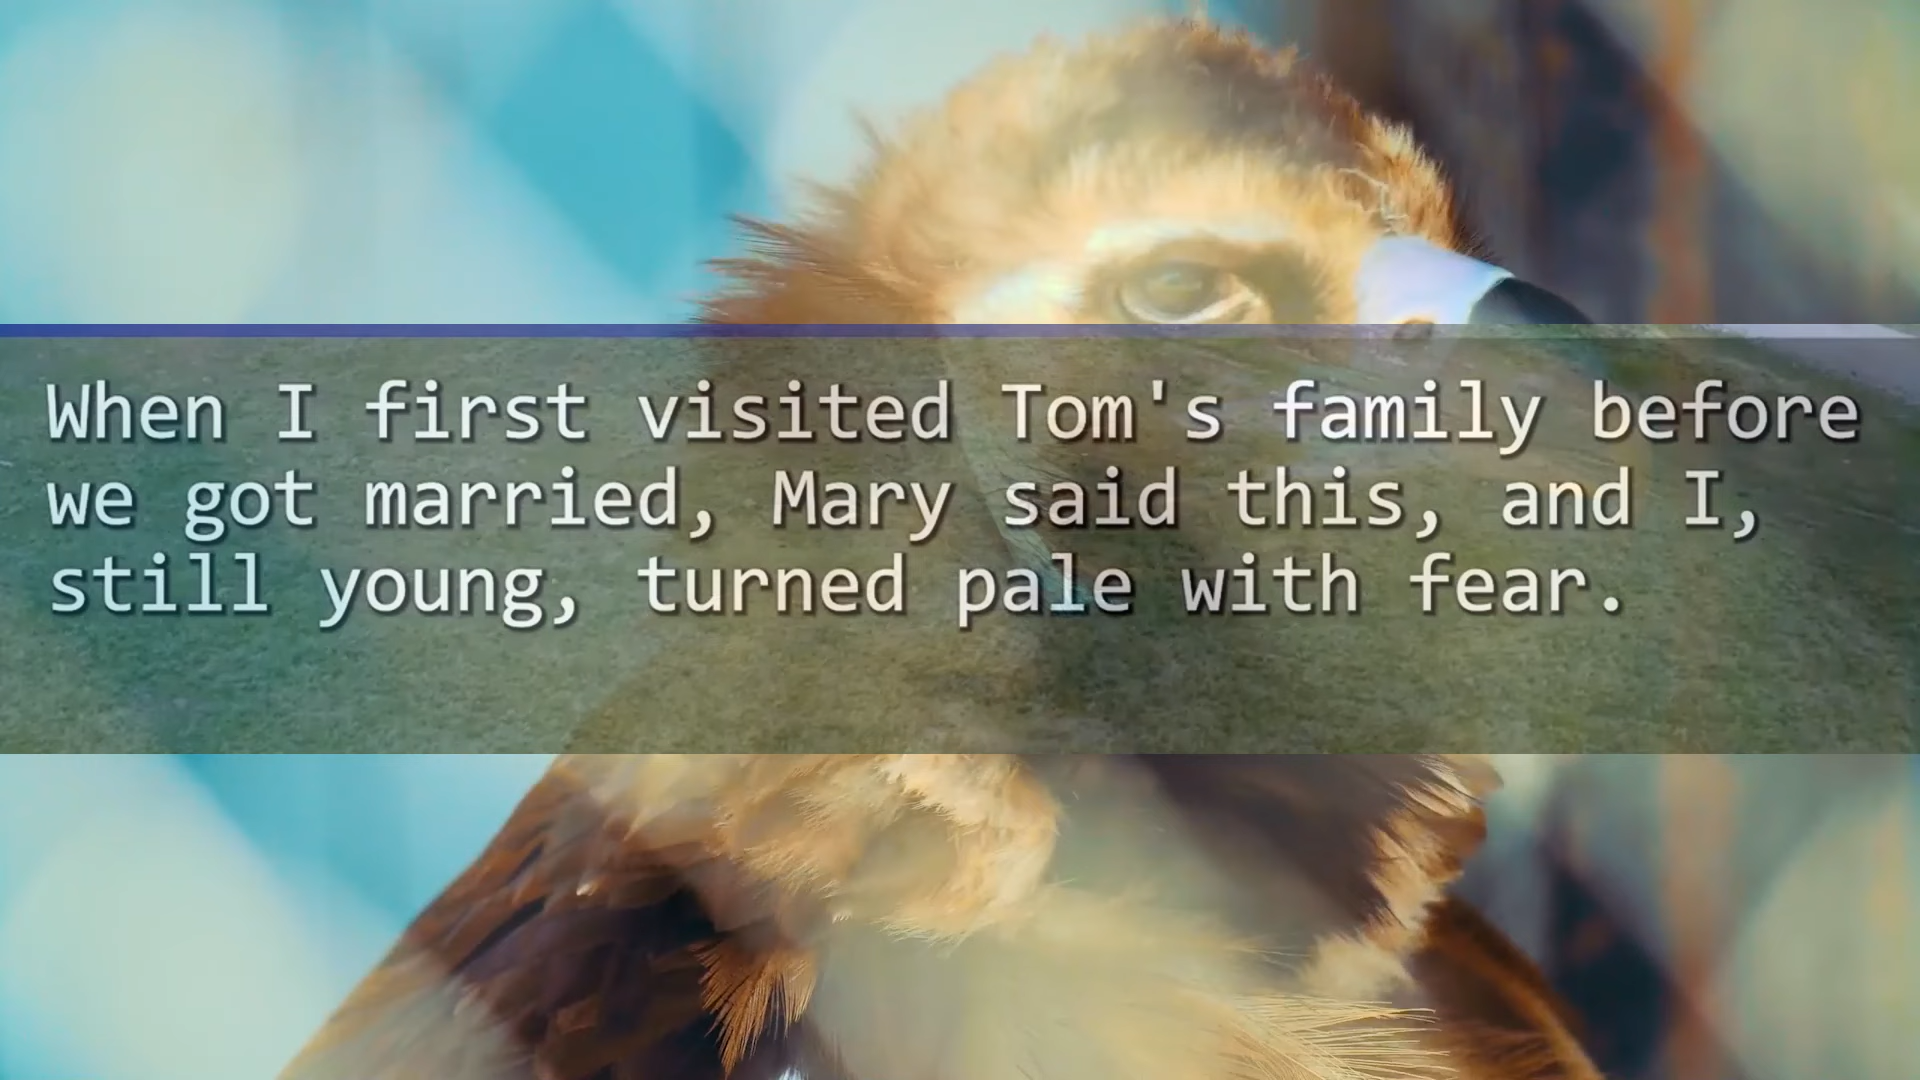 When I first visited Tom's family before
we got married, Mary said this, and I,
still young, turned pale with fear.